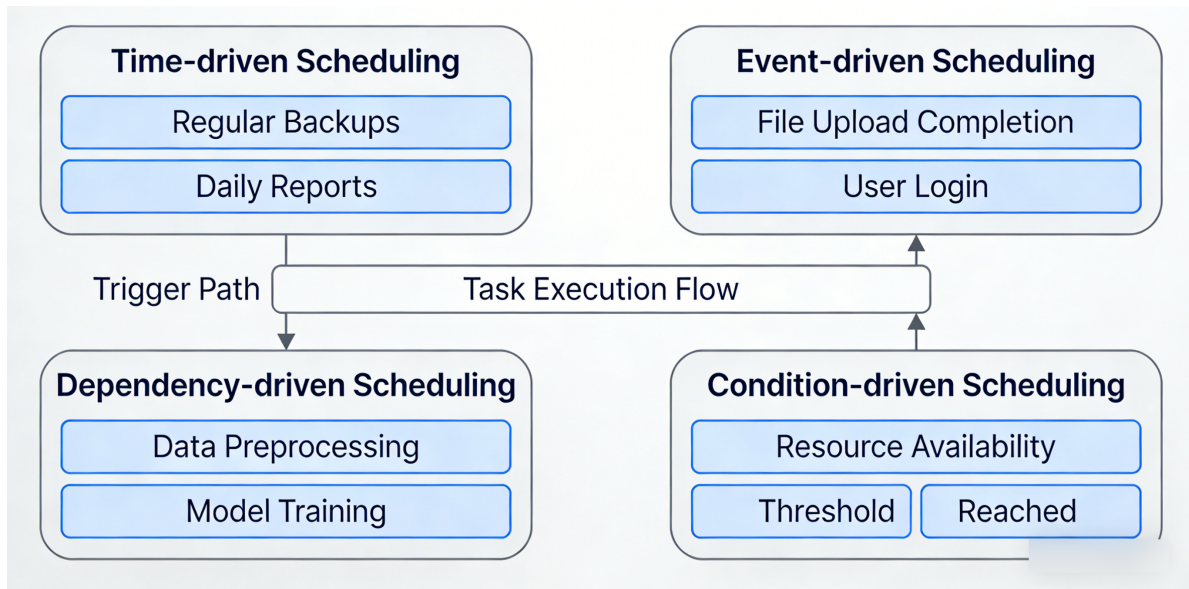 Time-driven Scheduling
Regular Backups
Daily Reports
Event-driven Scheduling
File Upload Completion
User Login
Trigger Path
Task Execution Flow
Dependency-driven Scheduling
Data Preprocessing
Model Training
Condition-driven Scheduling
Resource Availability
Threshold
Reached